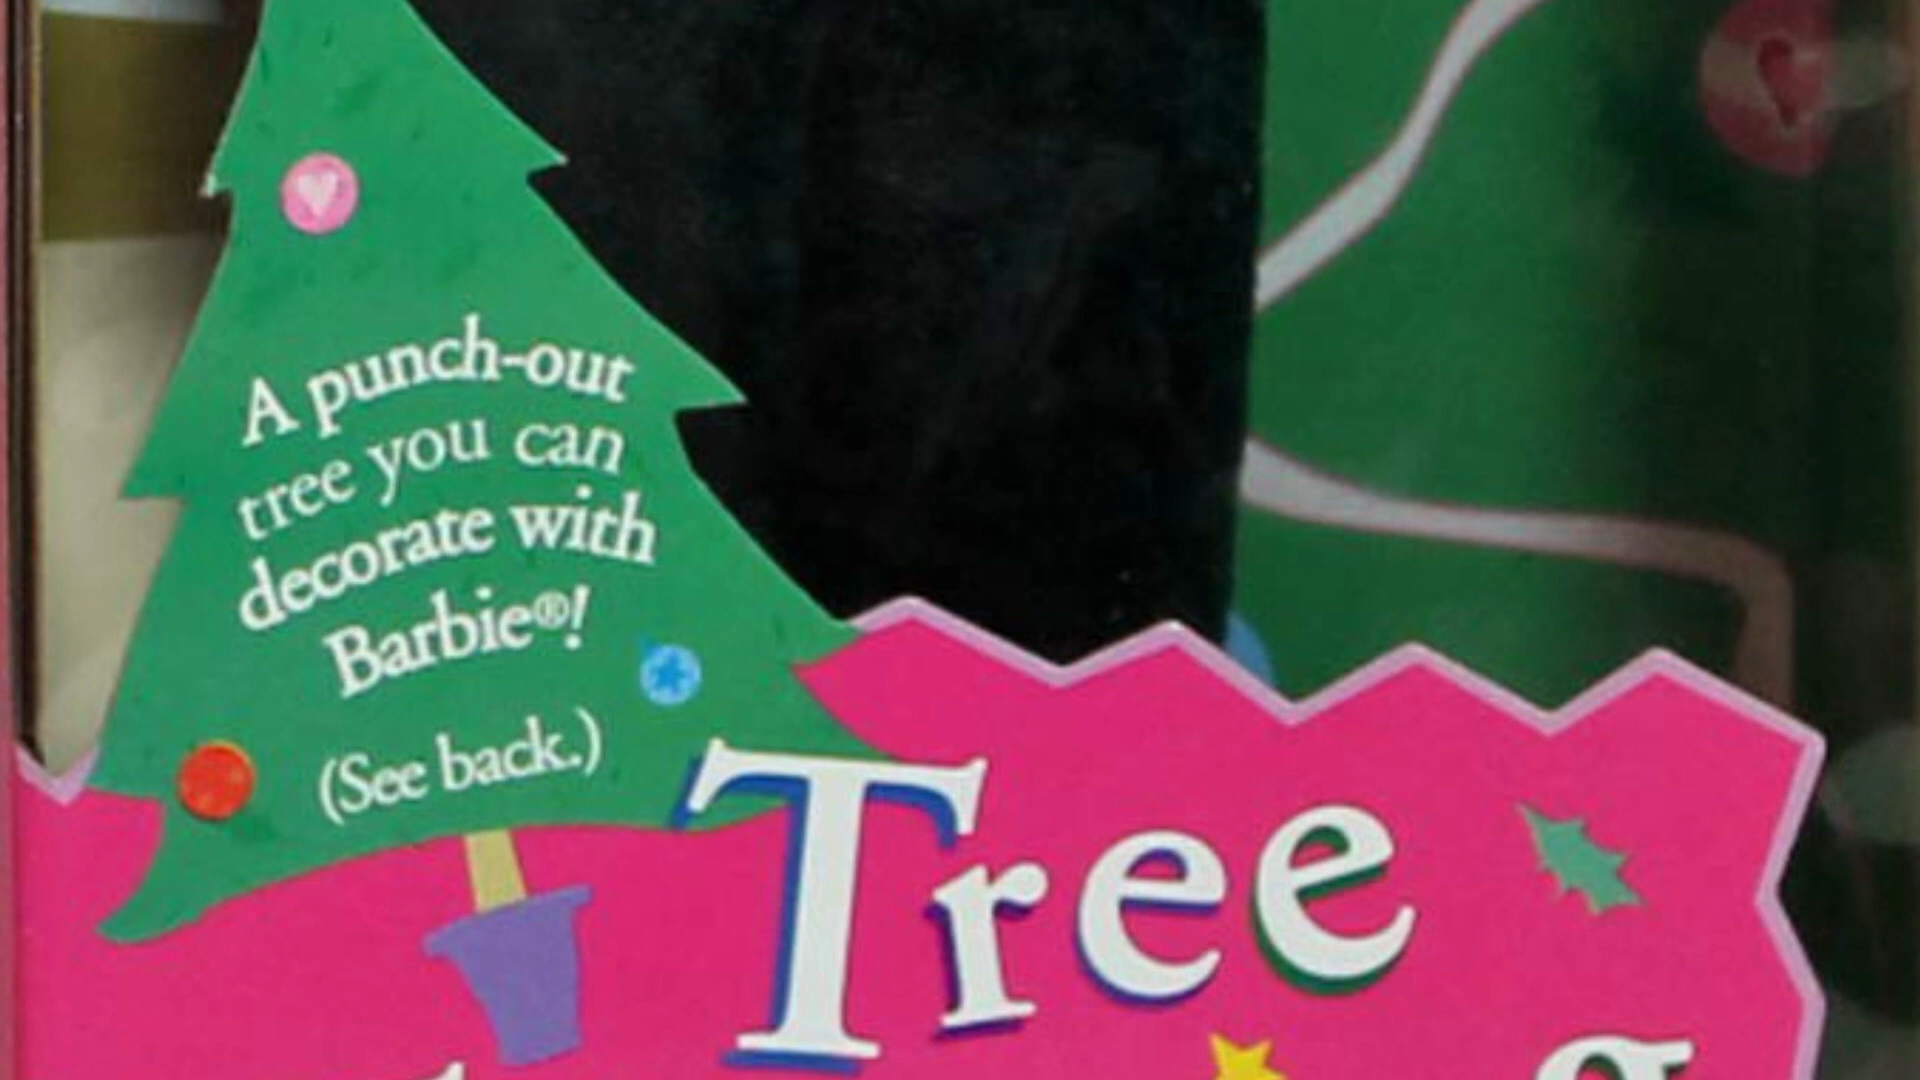 A punch-out
tree you can
decorate with
Barbie®!
(See back.)
Tree